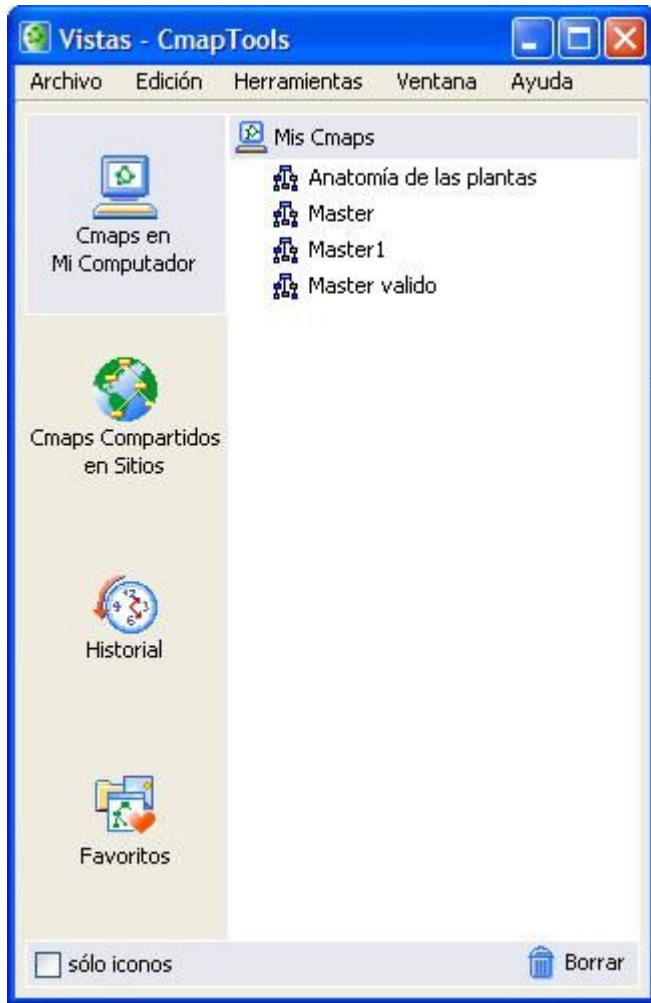 Vistas - CmapTools
Archivo Edición Herramientas Ventana Ayuda
Cmaps en
Mi Computador
Cmaps Compartidos
en Sitios
Historial
Favoritos
Mis Cmaps
Anatomía de las plantas
Master
Master1
Master valido
sólo iconos
Borrar